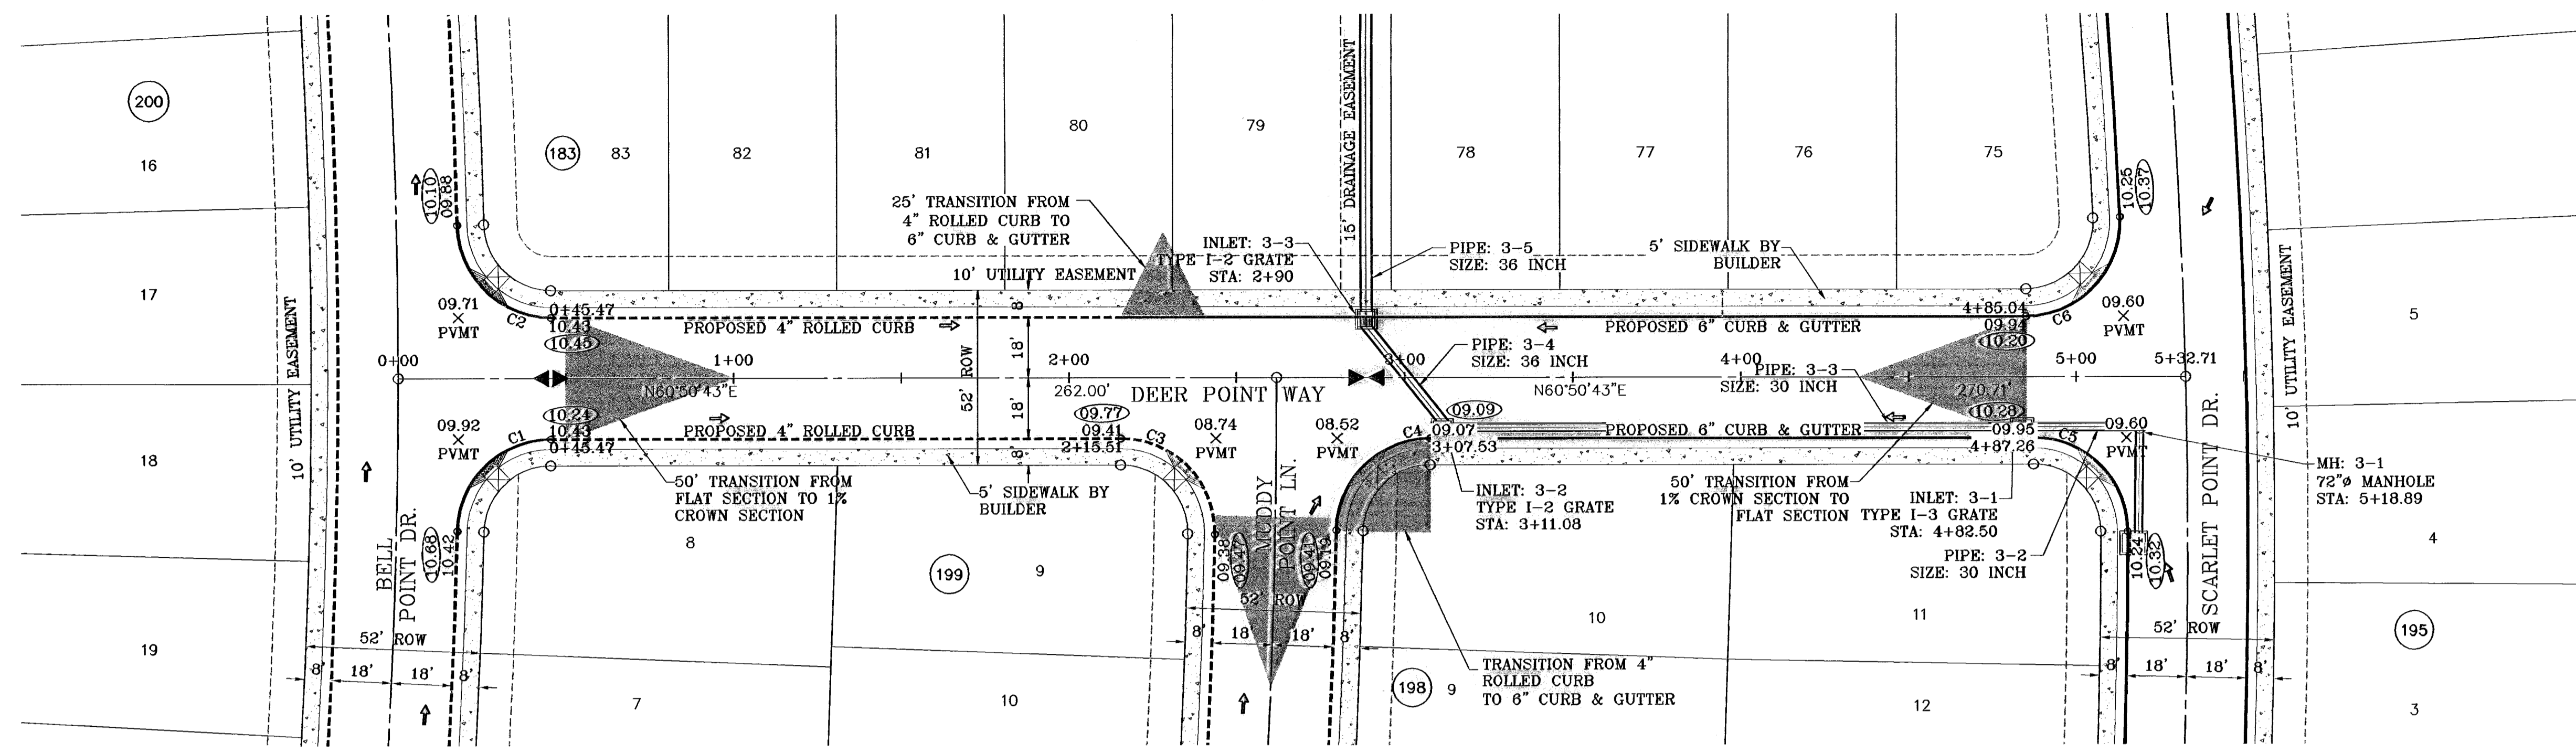 200
16
17
18
19
10' UTILITY EASEMENT
10.10
09.88
183
83
82
81
80
79
78
77
76
75
25' TRANSITION FROM
4" ROLLED CURB TO
6" CURB & GUTTER
10' UTILITY EASEMENT
INLET: 3-3
TYPE I-2 GRATE
STA: 2+90
15' DRAINAGE EASEMENT
PIPE: 3-5
SIZE: 36 INCH
5' SIDEWALK BY
BUILDER
10.25
10.37
09.71
PVMT
C2
0+45.47
10.43
10.45
PROPOSED 4" ROLLED CURB
8'
18'
52' ROW
18'
8'
PROPOSED 6" CURB & GUTTER
4+85.04
09.94
10.20
C6
09.60
PVMT
0+00
1+00
2+00
3+00
4+00
5+00
5+32.71
PIPE: 3-4
SIZE: 36 INCH
PIPE: 3-3
SIZE: 30 INCH
N60°50'43"E
262.00'
DEER POINT WAY
N60°50'43"E
270.71'
10.24
10.43
0+45.47
09.92
PVMT
C1
PROPOSED 4" ROLLED CURB
09.77
09.41
2+15.51
C3
08.74
PVMT
08.52
PVMT
C4
09.09
09.07
3+07.53
PROPOSED 6" CURB & GUTTER
10.28
09.95
4+87.26
C5
09.60
PVMT
50' TRANSITION FROM
FLAT SECTION TO 1%
CROWN SECTION
5' SIDEWALK BY
BUILDER
INLET: 3-2
TYPE I-2 GRATE
STA: 3+11.08
50' TRANSITION FROM
1% CROWN SECTION TO
FLAT SECTION
INLET: 3-1
TYPE I-3 GRATE
STA: 4+82.50
PIPE: 3-2
SIZE: 30 INCH
MH: 3-1
72"ø MANHOLE
STA: 5+18.89
BELL
POINT DR.
10.68
10.42
8
199
9
7
10
MUDDY
POINT LN.
09.38
09.47
09.41
09.19
52' ROW
8'
18'
18'
8'
TRANSITION FROM 4"
ROLLED CURB
TO 6" CURB & GUTTER
198
9
10
11
12
10.24
10.32
SCARLET POINT DR.
10' UTILITY EASEMENT
5
4
195
3
52' ROW
8'
18'
18'
8'
52' ROW
8'
18'
18'
8'